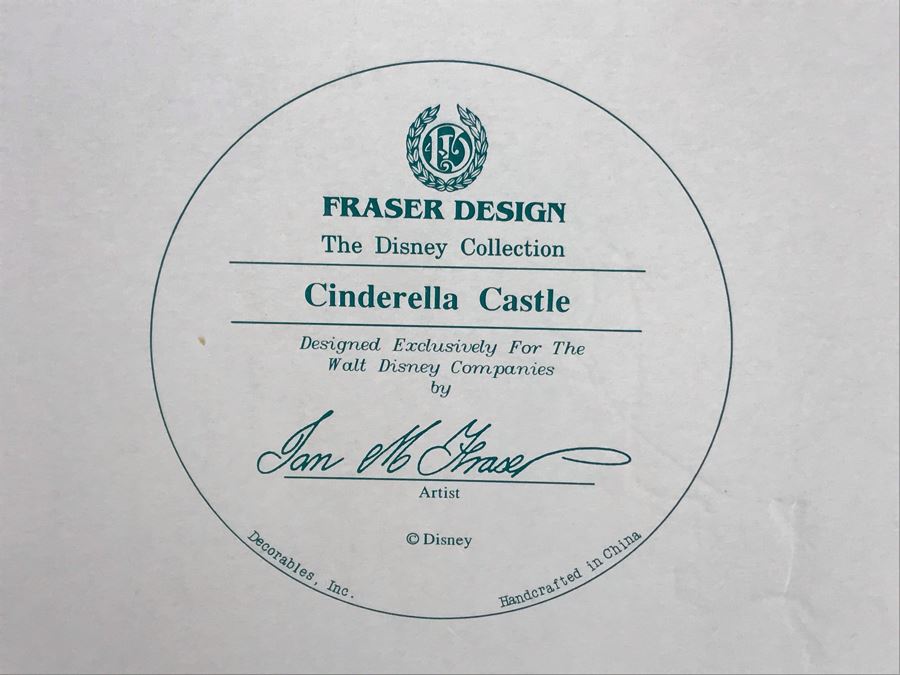 FRASER DESIGN
The Disney Collection
Cinderella Castle
Designed Exclusively For The
Walt Disney Companies
by
Ian M Fraser
Artist
© Disney
Decorables, Inc.
Handcrafted in China